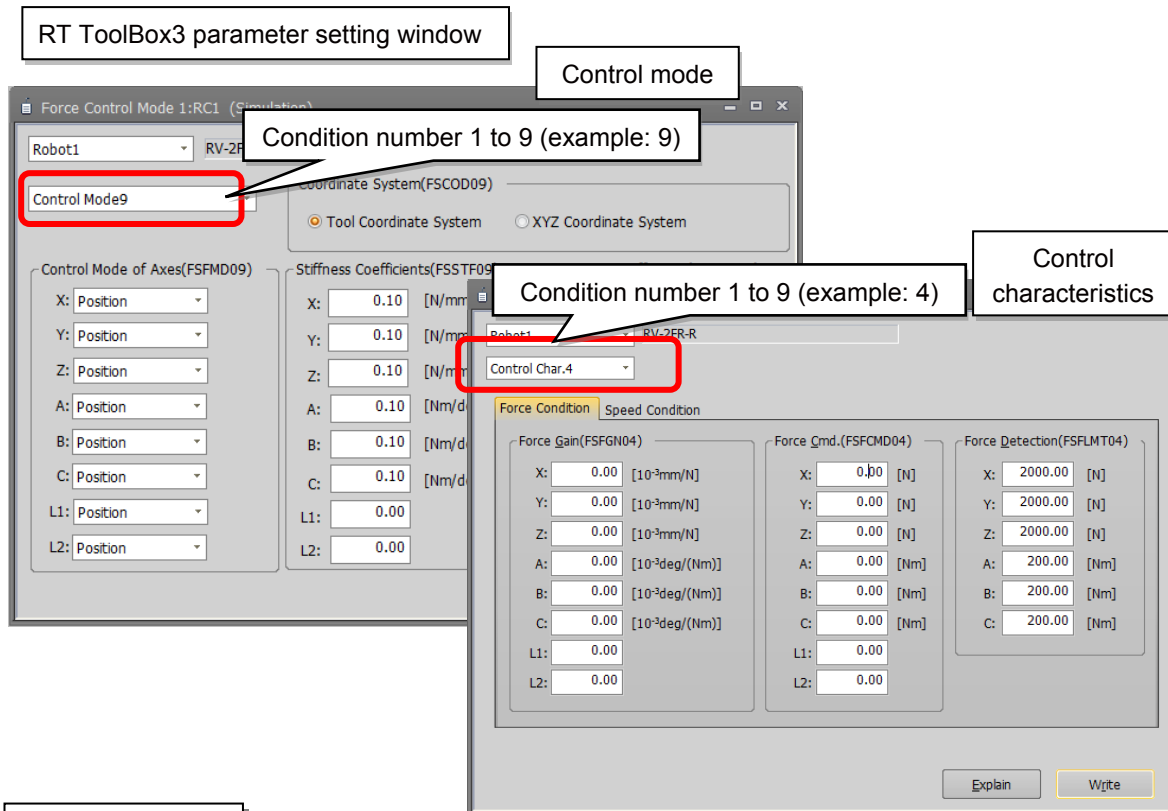 RT ToolBox3 parameter setting window
Control mode
Force Control Mode 1:RC1 (Simulation)
Condition number 1 to 9 (example: 9)
Robot1
Control Mode9
Coordinate System(FSCOD09)
Tool Coordinate System
XYZ Coordinate System
Control Mode of Axes(FSFMD09)
X: Position
Y: Position
Z: Position
A: Position
B: Position
C: Position
L1: Position
L2: Position
Stiffness Coefficients(FSSTF09
X: 0.10 [N/mm
Y: 0.10 [N/mm
Z: 0.10 [N/mm
A: 0.10 [Nm/d
B: 0.10 [Nm/d
C: 0.10 [Nm/d
L1: 0.00
L2: 0.00
Control
characteristics
Condition number 1 to 9 (example: 4)
Robot1 RV-2FR-R
Control Char.4
Force Condition Speed Condition
Force Gain(FSFGN04)
X: 0.00 [10-³mm/N]
Y: 0.00 [10-³mm/N]
Z: 0.00 [10-³mm/N]
A: 0.00 [10-³deg/(Nm)]
B: 0.00 [10-³deg/(Nm)]
C: 0.00 [10-³deg/(Nm)]
L1: 0.00
L2: 0.00
Force Cmd.(FSFCMD04)
X: 0.00 [N]
Y: 0.00 [N]
Z: 0.00 [N]
A: 0.00 [Nm]
B: 0.00 [Nm]
C: 0.00 [Nm]
L1: 0.00
L2: 0.00
Force Detection(FSFLMT04)
X: 2000.00 [N]
Y: 2000.00 [N]
Z: 2000.00 [N]
A: 200.00 [Nm]
B: 200.00 [Nm]
C: 200.00 [Nm]
Explain Write